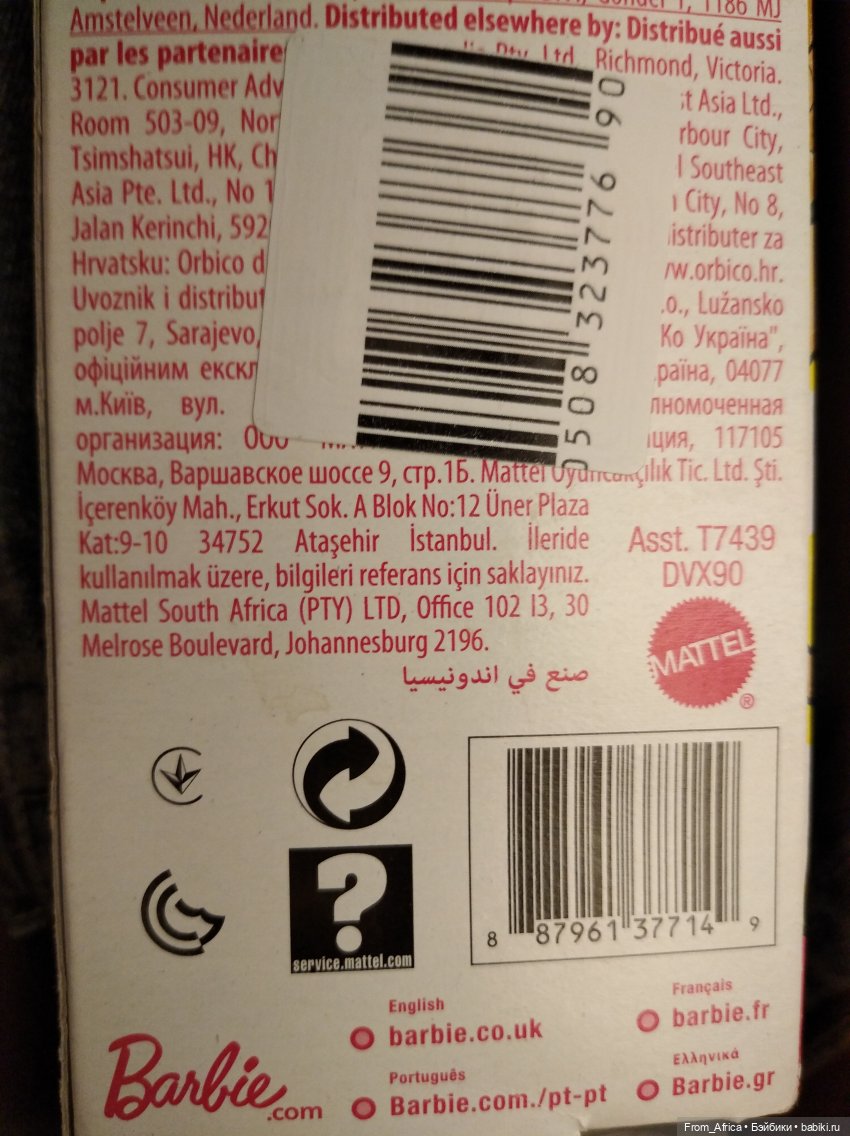 1186 MJ
Amstelveen, Nederland. Distributed elsewhere by: Distribué aussi
par les partenaire Pty. Ltd. Richmond, Victoria.
3121. Consumer Adv t Asia Ltd.,
Room 503-09, Nor rbour City,
Tsimshatsui, HK, Ch l Southeast
Asia Pte. Ltd., No 1 City, No 8,
Jalan Kerinchi, 592 istributer za
Hrvatsku: Orbico d w.orbico.hr.
Uvoznik i distribut .o., Lužansko
polje 7, Sarajevo, Ко Україна",
офіційним екскл раїна, 04077
м.Київ, вул. лномоченная
организация: ООО ция, 117105
Москва, Варшавское шоссе 9, стр.1Б. Mattel Oyuncakçılık Tic. Ltd. Şti.
İçerenköy Mah., Erkut Sok. A Blok No:12 Üner Plaza
Kat:9-10 34752 Ataşehir İstanbul. İleride
kullanılmak üzere, bilgileri referans için saklayınız.
Mattel South Africa (PTY) LTD, Office 102 I3, 30
Melrose Boulevard, Johannesburg 2196.
صنع في اندونيسيا
0508 323776 90
Asst. T7439
DVX90
MATTEL
®
?
service.mattel.com
8 87961 37714 9
Barbie.com
English
barbie.co.uk
Português
Barbie.com./pt-pt
Français
barbie.fr
Ελληνικά
Barbie.gr
From_Africa • Бэйбики • babiki.ru